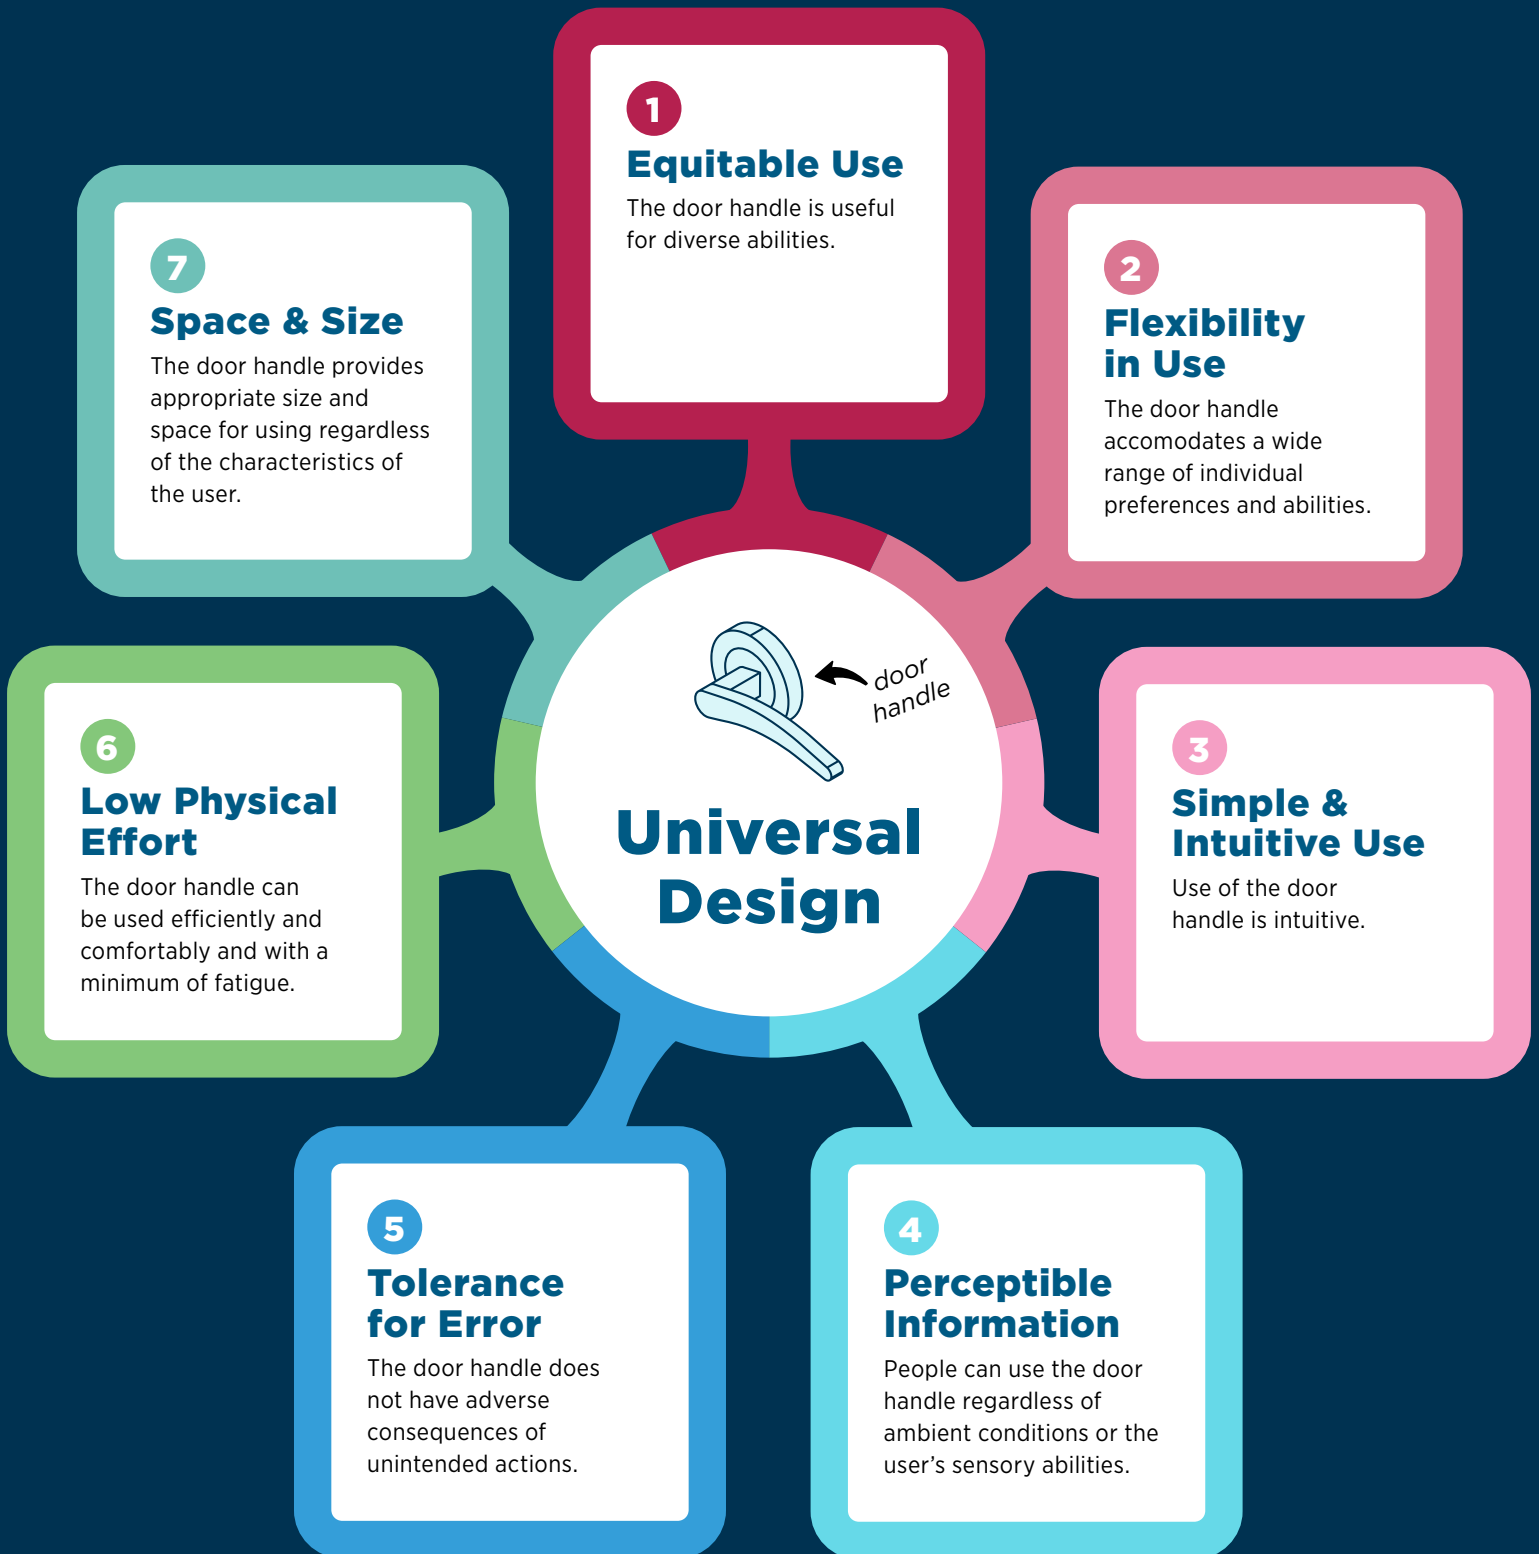 1
Equitable Use
The door handle is useful
for diverse abilities.
2
Flexibility
in Use
The door handle
accomodates a wide
range of individual
preferences and abilities.
3
Simple &
Intuitive Use
Use of the door
handle is intuitive.
4
Perceptible
Information
People can use the door
handle regardless of
ambient conditions or the
user’s sensory abilities.
5
Tolerance
for Error
The door handle does
not have adverse
consequences of
unintended actions.
6
Low Physical
Effort
The door handle can
be used efficiently and
comfortably and with a
minimum of fatigue.
7
Space & Size
The door handle provides
appropriate size and
space for using regardless
of the characteristics of
the user.
door
handle
Universal
Design